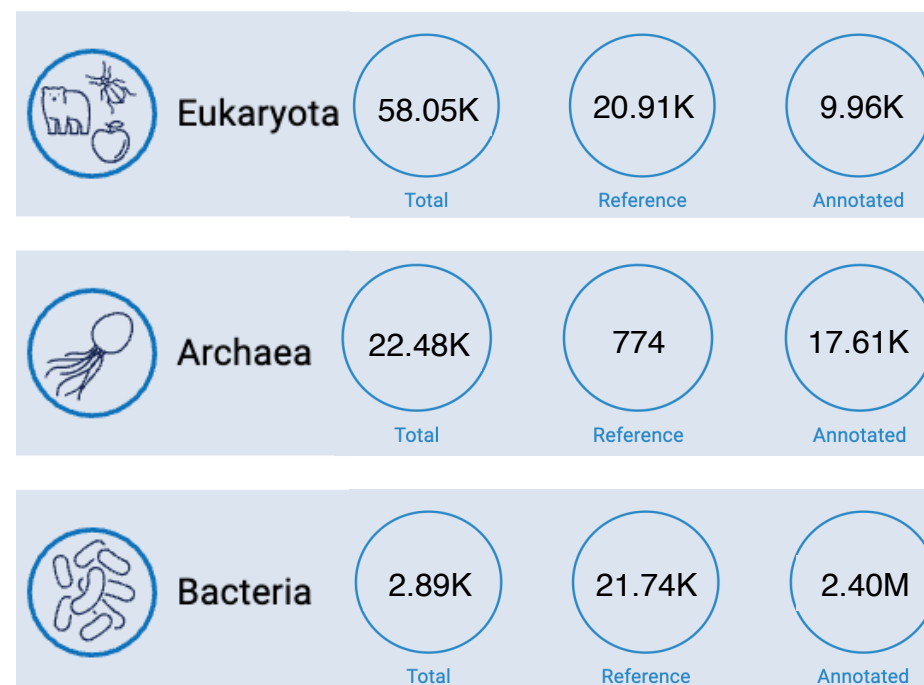 Eukaryota 58.05K 20.91K 9.96K
Total Reference Annotated
Archaea 22.48K 774 17.61K
Total Reference Annotated
Bacteria 2.89K 21.74K 2.40M
Total Reference Annotated